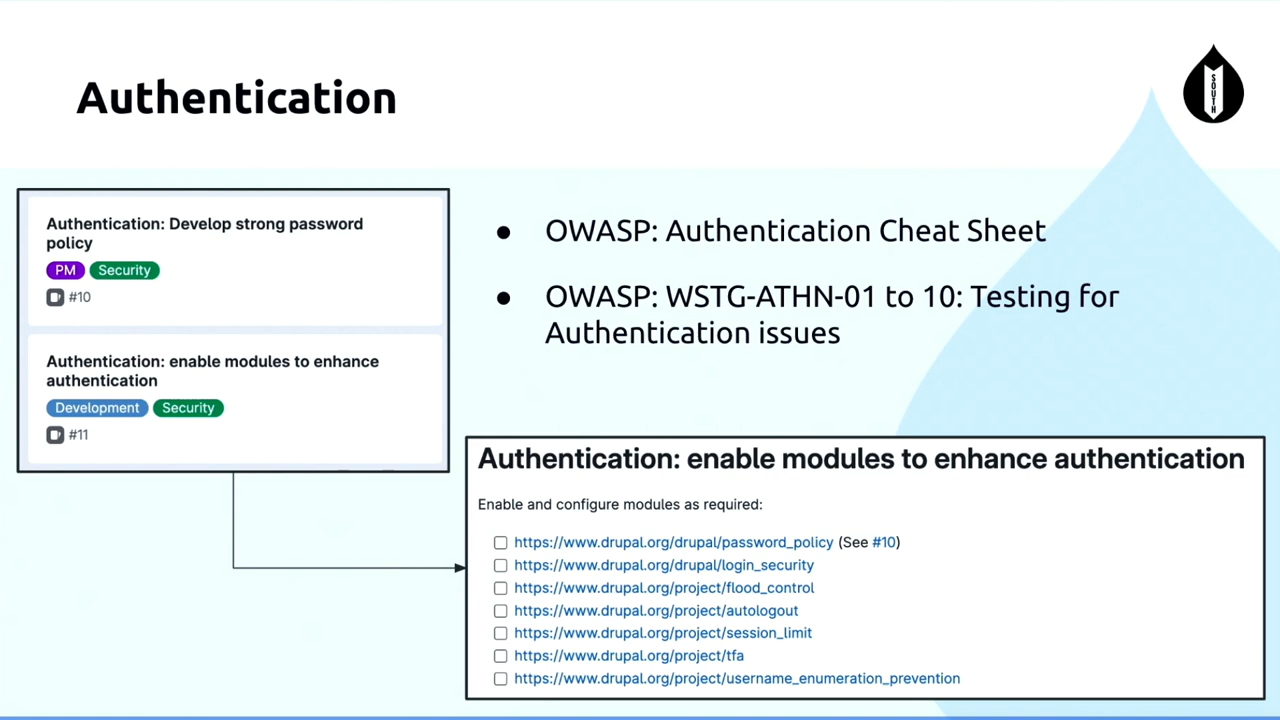 Authentication
SOUTH
Authentication: Develop strong password
policy
PM Security
#10
Authentication: enable modules to enhance
authentication
Development Security
#11
● OWASP: Authentication Cheat Sheet
● OWASP: WSTG-ATHN-01 to 10: Testing for
Authentication issues
Authentication: enable modules to enhance authentication
Enable and configure modules as required:
https://www.drupal.org/drupal/password_policy (See #10)
https://www.drupal.org/drupal/login_security
https://www.drupal.org/project/flood_control
https://www.drupal.org/project/autologout
https://www.drupal.org/project/session_limit
https://www.drupal.org/project/tfa
https://www.drupal.org/project/username_enumeration_prevention